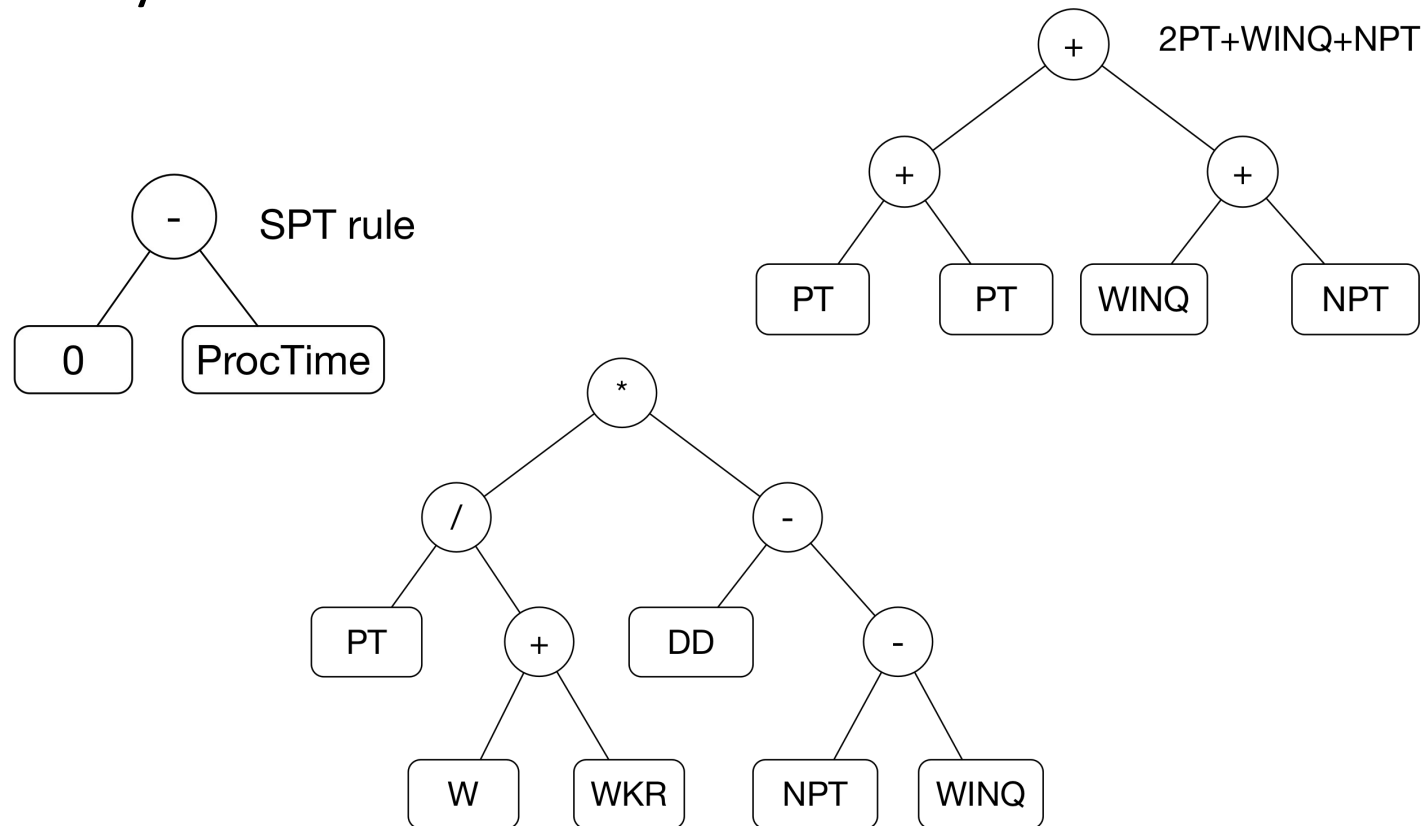 +
2PT+WINQ+NPT
+
+
-
SPT rule
PT
PT
WINQ
NPT
0
ProcTime
*
/
-
PT
+
DD
-
W
WKR
NPT
WINQ